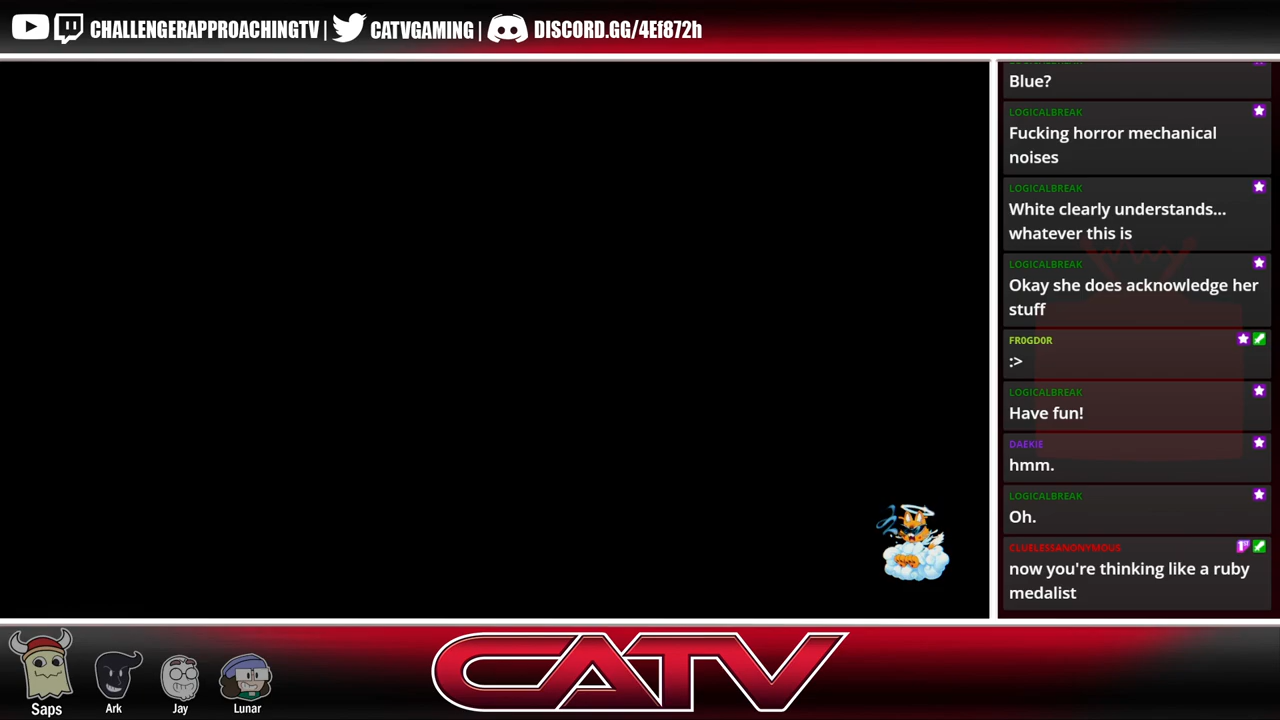 CHALLENGERAPPROACHINGTV | CATVGAMING | DISCORD.GG/4Ef872h
Blue?
LOGICALBREAK
Fucking horror mechanical
noises
LOGICALBREAK
White clearly understands...
whatever this is
LOGICALBREAK
Okay she does acknowledge her
stuff
FR0GD0R
:>
LOGICALBREAK
Have fun!
DAEKIE
hmm.
LOGICALBREAK
Oh.
CLUELESSANONYMOUS
now you're thinking like a ruby
medalist
CATV
Saps
Ark
Jay
Lunar